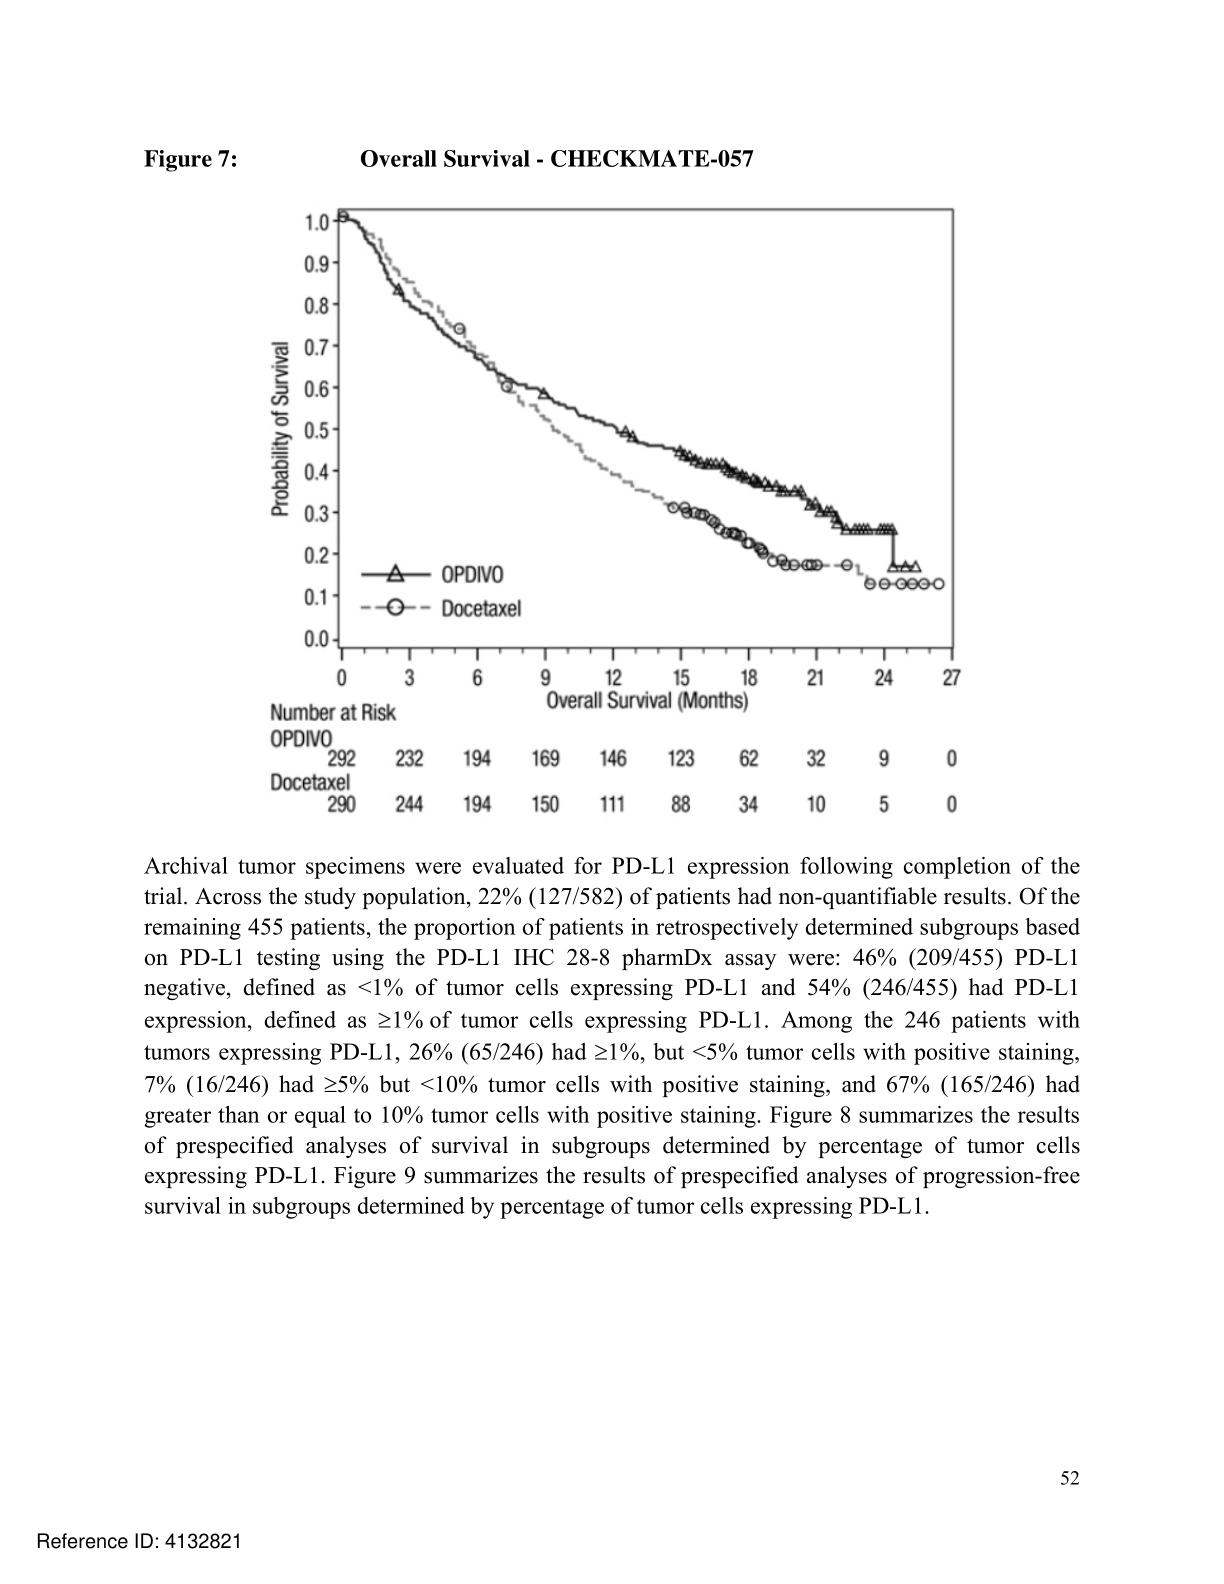 Figure 7: Overall Survival - CHECKMATE-057
1.0
0.9
0.8
0.7
0.6
0.5
0.4
0.3
0.2
0.1
0.0
Probability of Survival
OPDIVO
Docetaxel
0 3 6 9 12 15 18 21 24 27
Overall Survival (Months)
Number at Risk
OPDIVO
292 232 194 169 146 123 62 32 9 0
Docetaxel
290 244 194 150 111 88 34 10 5 0
Archival tumor specimens were evaluated for PD-L1 expression following completion of the
trial. Across the study population, 22% (127/582) of patients had non-quantifiable results. Of the
remaining 455 patients, the proportion of patients in retrospectively determined subgroups based
on PD-L1 testing using the PD-L1 IHC 28-8 pharmDx assay were: 46% (209/455) PD-L1
negative, defined as <1% of tumor cells expressing PD-L1 and 54% (246/455) had PD-L1
expression, defined as ≥1% of tumor cells expressing PD-L1. Among the 246 patients with
tumors expressing PD-L1, 26% (65/246) had ≥1%, but <5% tumor cells with positive staining,
7% (16/246) had ≥5% but <10% tumor cells with positive staining, and 67% (165/246) had
greater than or equal to 10% tumor cells with positive staining. Figure 8 summarizes the results
of prespecified analyses of survival in subgroups determined by percentage of tumor cells
expressing PD-L1. Figure 9 summarizes the results of prespecified analyses of progression-free
survival in subgroups determined by percentage of tumor cells expressing PD-L1.
52
Reference ID: 4132821